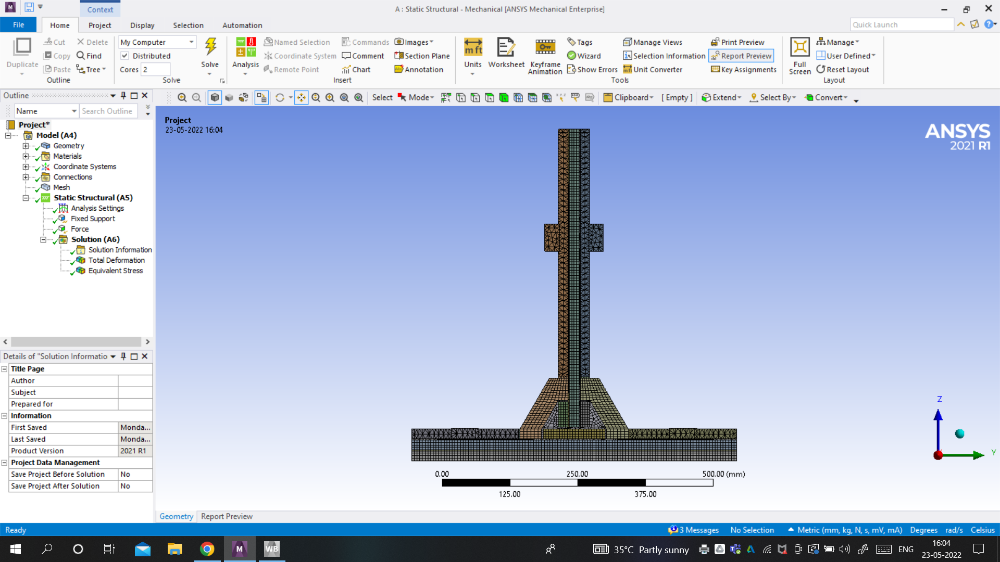 M
Context
A : Static Structural - Mechanical [ANSYS Mechanical Enterprise]
File
Home
Project
Display
Selection
Automation
Quick Launch
Duplicate
Cut
Copy
Paste
Delete
Find
Tree
Outline
My Computer
Distributed
Cores 2
Solve
Solve
Analysis
Named Selection
Coordinate System
Remote Point
Commands
Comment
Chart
Images
Section Plane
Annotation
Insert
m ft
Units
Worksheet
Keyframe
Animation
Tags
Wizard
Show Errors
Manage Views
Selection Information
Unit Converter
Print Preview
Report Preview
Key Assignments
Tools
Full
Screen
Manage
User Defined
Reset Layout
Layout
Outline
Select
Mode
Clipboard
[ Empty ]
Extend
Select By
Convert
Name
Search Outline
Project*
Model (A4)
Geometry
Materials
Coordinate Systems
Connections
Mesh
Static Structural (A5)
Analysis Settings
Fixed Support
Force
Solution (A6)
Solution Information
Total Deformation
Equivalent Stress
Details of "Solution Informatio
Title Page
Author
Subject
Prepared for
Information
First Saved Monda...
Last Saved Monda...
Product Version 2021 R1
Project Data Management
Save Project Before Solution No
Save Project After Solution No
Project
23-05-2022 16:04
ANSYS
2021 R1
Z
Y
0.00 250.00 500.00 (mm)
125.00 375.00
Geometry
Report Preview
Ready
3 Messages
No Selection
Metric (mm, kg, N, s, mV, mA)
Degrees
rad/s
Celsius
M
WB
35°C Partly sunny
ENG
16:04
23-05-2022